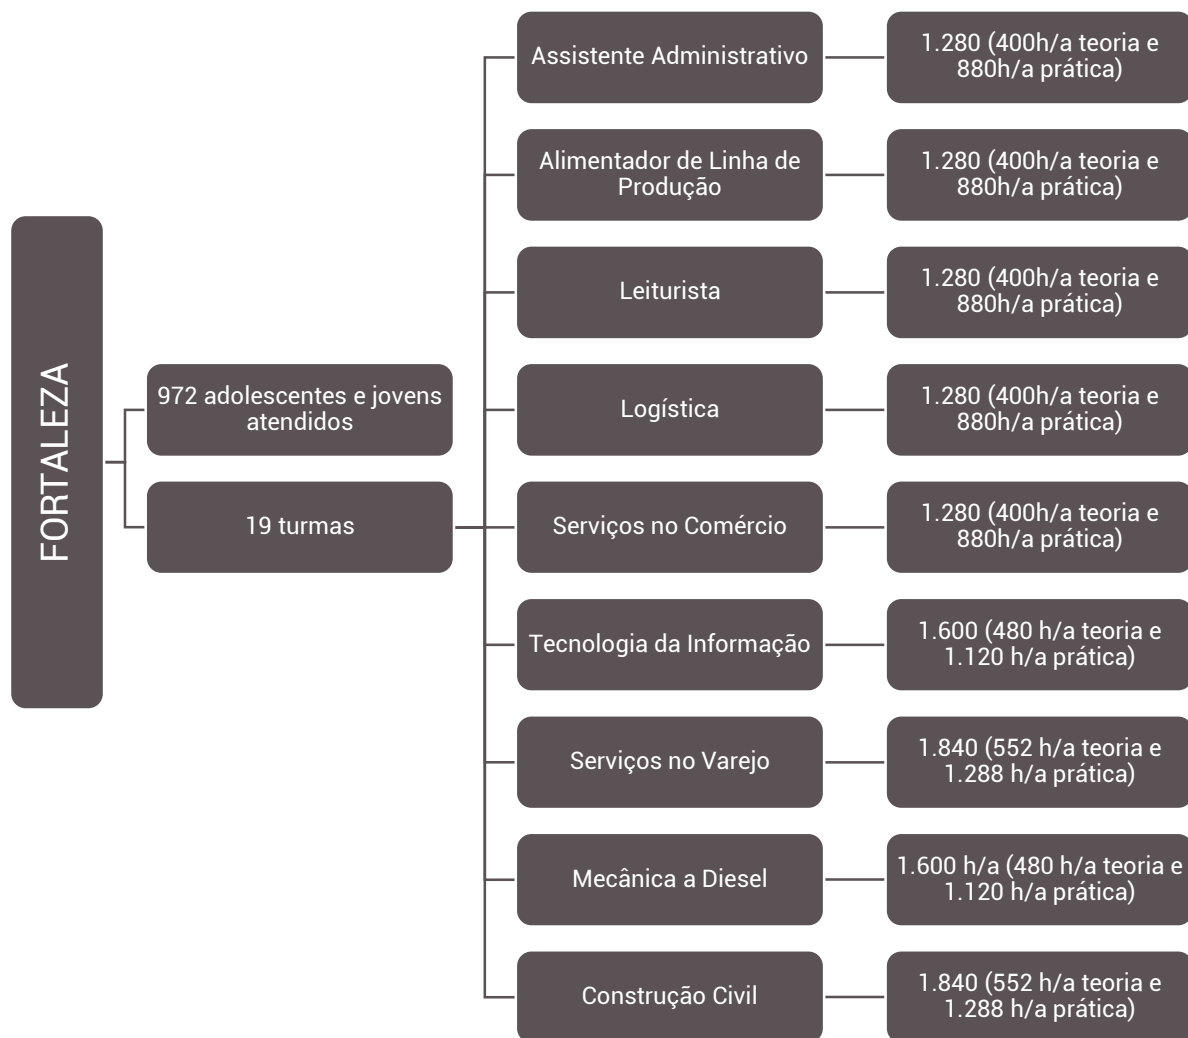 FORTALEZA
972 adolescentes e jovens
atendidos
19 turmas
Assistente Administrativo
1.280 (400h/a teoria e
880h/a prática)
Alimentador de Linha de
Produção
1.280 (400h/a teoria e
880h/a prática)
Leiturista
1.280 (400h/a teoria e
880h/a prática)
Logística
1.280 (400h/a teoria e
880h/a prática)
Serviços no Comércio
1.280 (400h/a teoria e
880h/a prática)
Tecnologia da Informação
1.600 (480 h/a teoria e
1.120 h/a prática)
Serviços no Varejo
1.840 (552 h/a teoria e
1.288 h/a prática)
Mecânica a Diesel
1.600 h/a (480 h/a teoria e
1.120 h/a prática)
Construção Civil
1.840 (552 h/a teoria e
1.288 h/a prática)